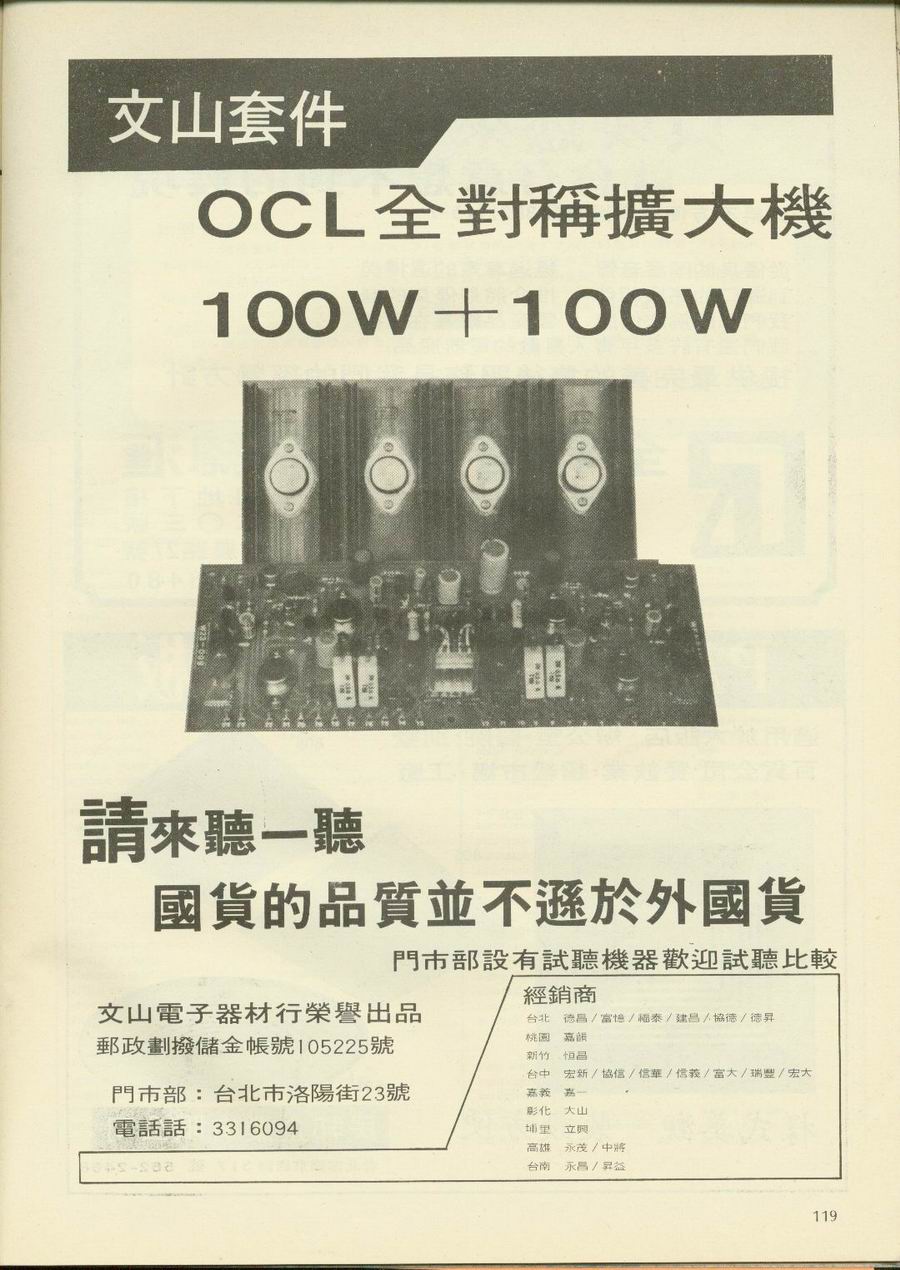 文山套件
OCL全對稱擴大機
100W+100W
請來聽一聽
國貨的品質並不遜於外國貨
門市部設有試聽機器歡迎試聽比較
文山電子器材行榮譽出品
郵政劃撥儲金帳號105225號
門市部：台北市洛陽街23號
電話話：3316094
經銷商
台北 德昌/富憶/福泰/建昌/協德/德昇
桃園 嘉韻
新竹 恒昌
台中 宏新/協信/信華/信義/富大/瑞豐/宏大
嘉義 嘉一
彰化 大山
埔里 立興
高雄 永茂/中將
台南 永昌/昇益
119